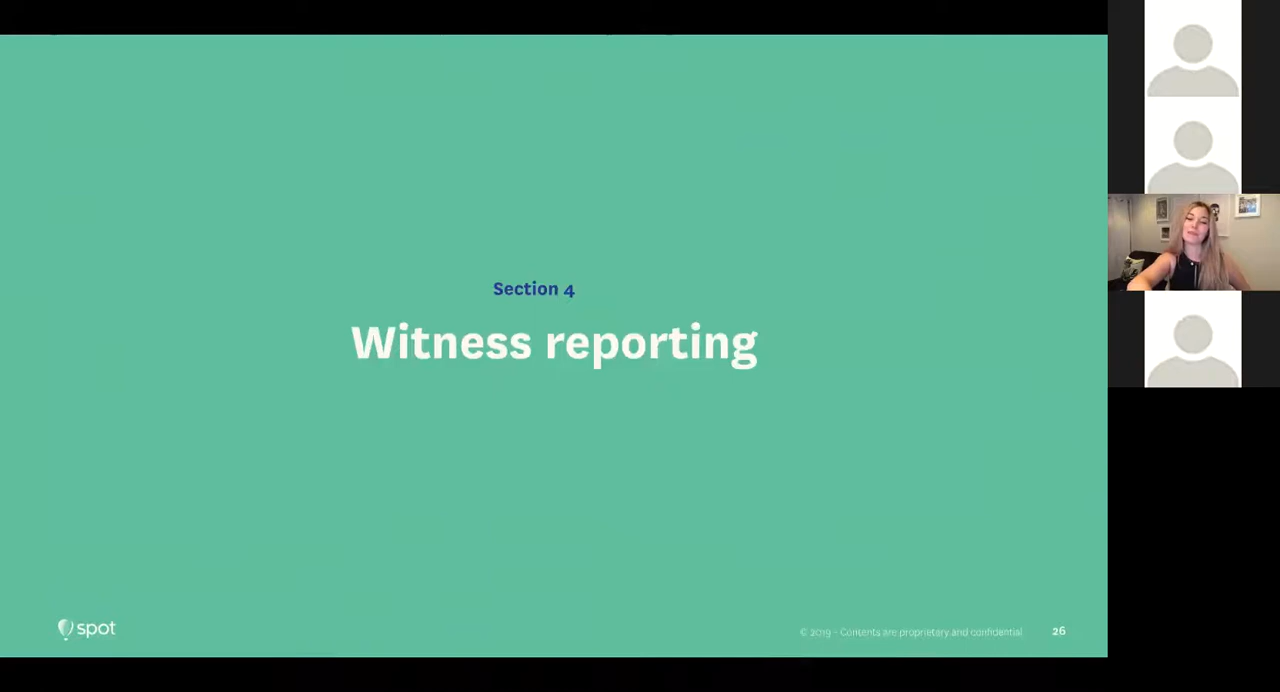 Section 4
Witness reporting
spot
© 2019 - Contents are proprietary and confidential
26